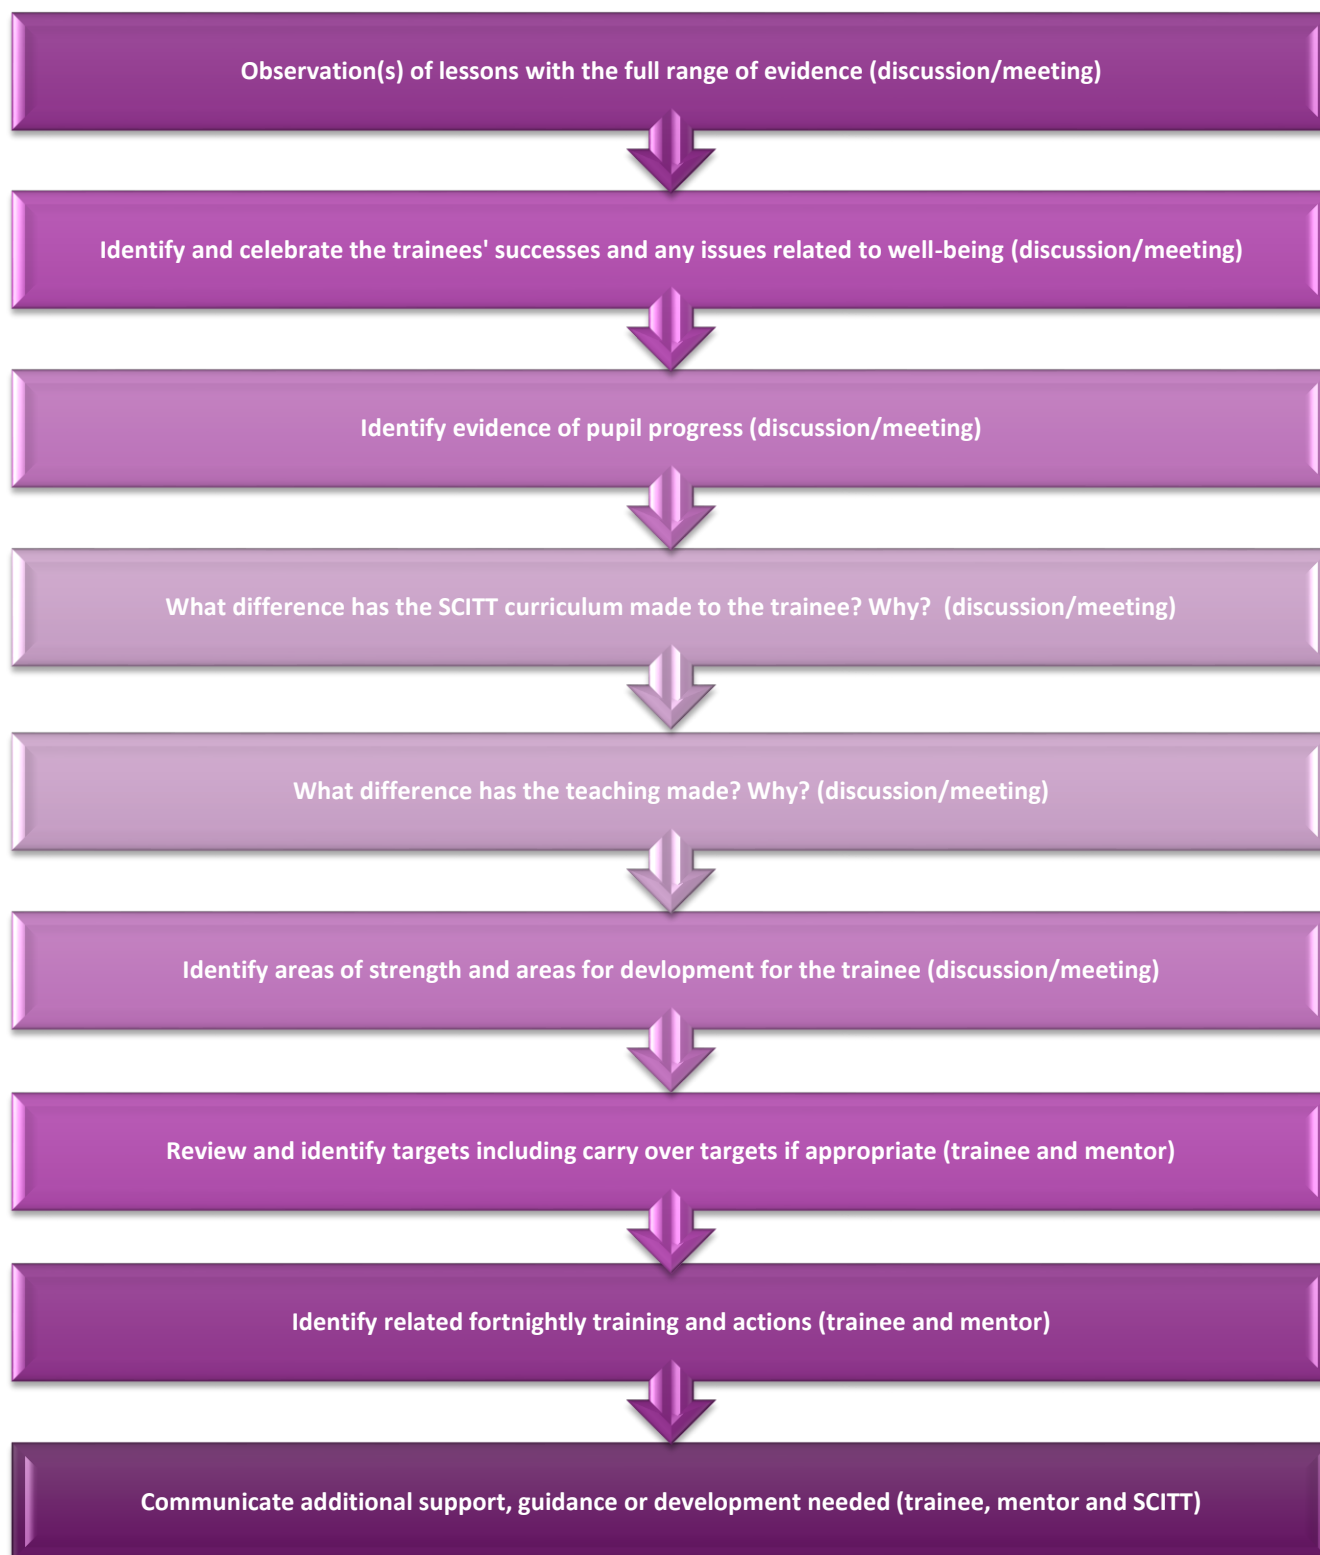 Observation(s) of lessons with the full range of evidence (discussion/meeting)
Identify and celebrate the trainees' successes and any issues related to well-being (discussion/meeting)
Identify evidence of pupil progress (discussion/meeting)
What difference has the SCITT curriculum made to the trainee? Why?  (discussion/meeting)
What difference has the teaching made? Why? (discussion/meeting)
Identify areas of strength and areas for devlopment for the trainee (discussion/meeting)
Review and identify targets including carry over targets if appropriate (trainee and mentor)
Identify related fortnightly training and actions (trainee and mentor)
Communicate additional support, guidance or development needed (trainee, mentor and SCITT)